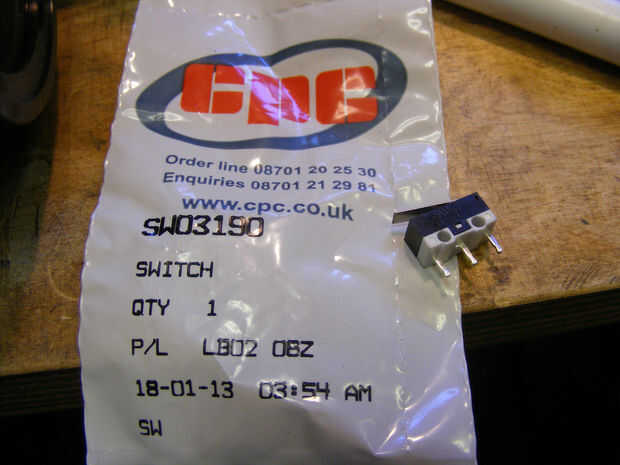 cpc
Order line 08701 20 25 30
Enquiries 08701 21 29 81
www.cpc.co.uk
SW03190
SWITCH
QTY 1
P/L LB02 08Z
18-01-13 03:54 AM
SW